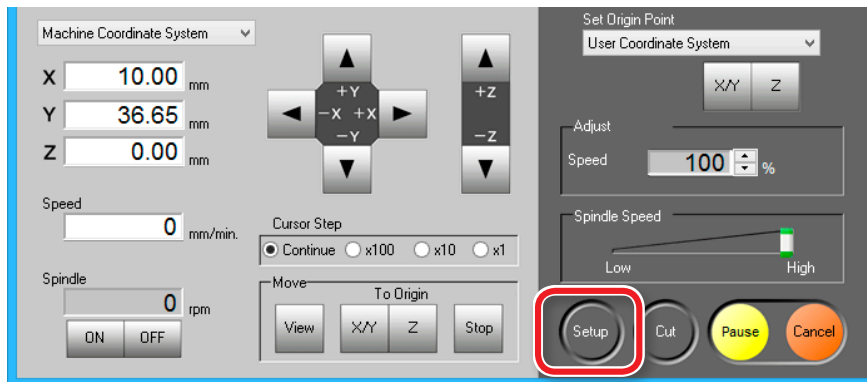 Machine Coordinate System
X 10.00 mm
Y 36.65 mm
Z 0.00 mm
Speed
0 mm/min.
Spindle
0 rpm
ON OFF
+Y
-X +X
-Y
+Z
-Z
Cursor Step
Continue x100 x10 x1
Move
To Origin
View X/Y Z Stop
Set Origin Point
User Coordinate System
X/Y Z
Adjust
Speed 100 %
Spindle Speed
Low High
Setup Cut Pause Cancel